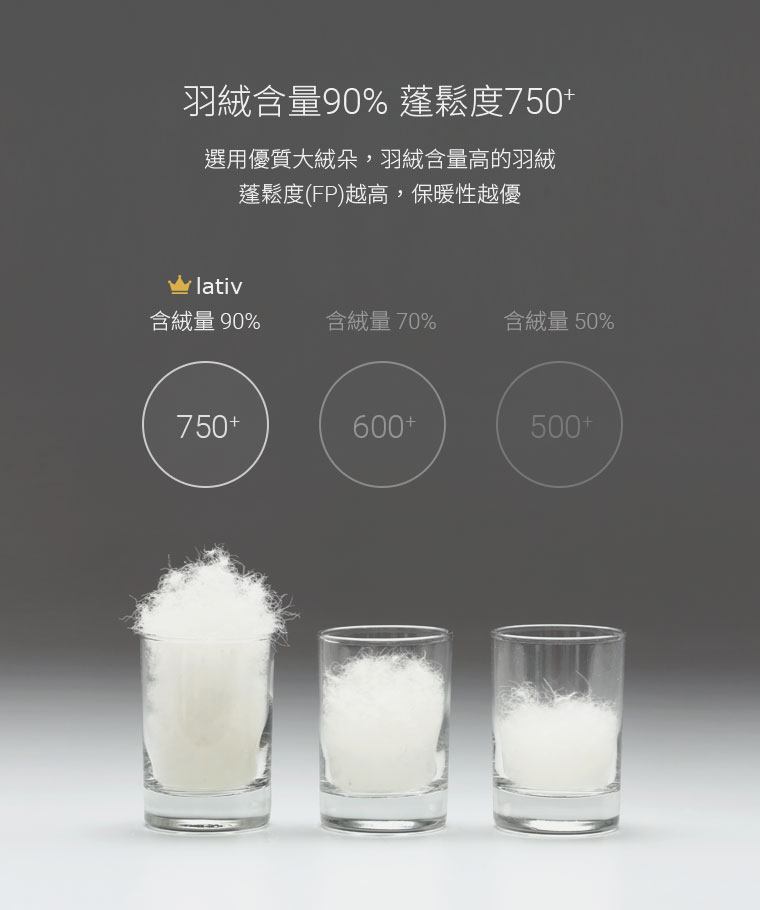 羽絨含量90% 蓬鬆度750+
選用優質大絨朵，羽絨含量高的羽絨
蓬鬆度(FP)越高，保暖性越優
lativ
含絨量 90%
含絨量 70%
含絨量 50%
750+
600+
500+